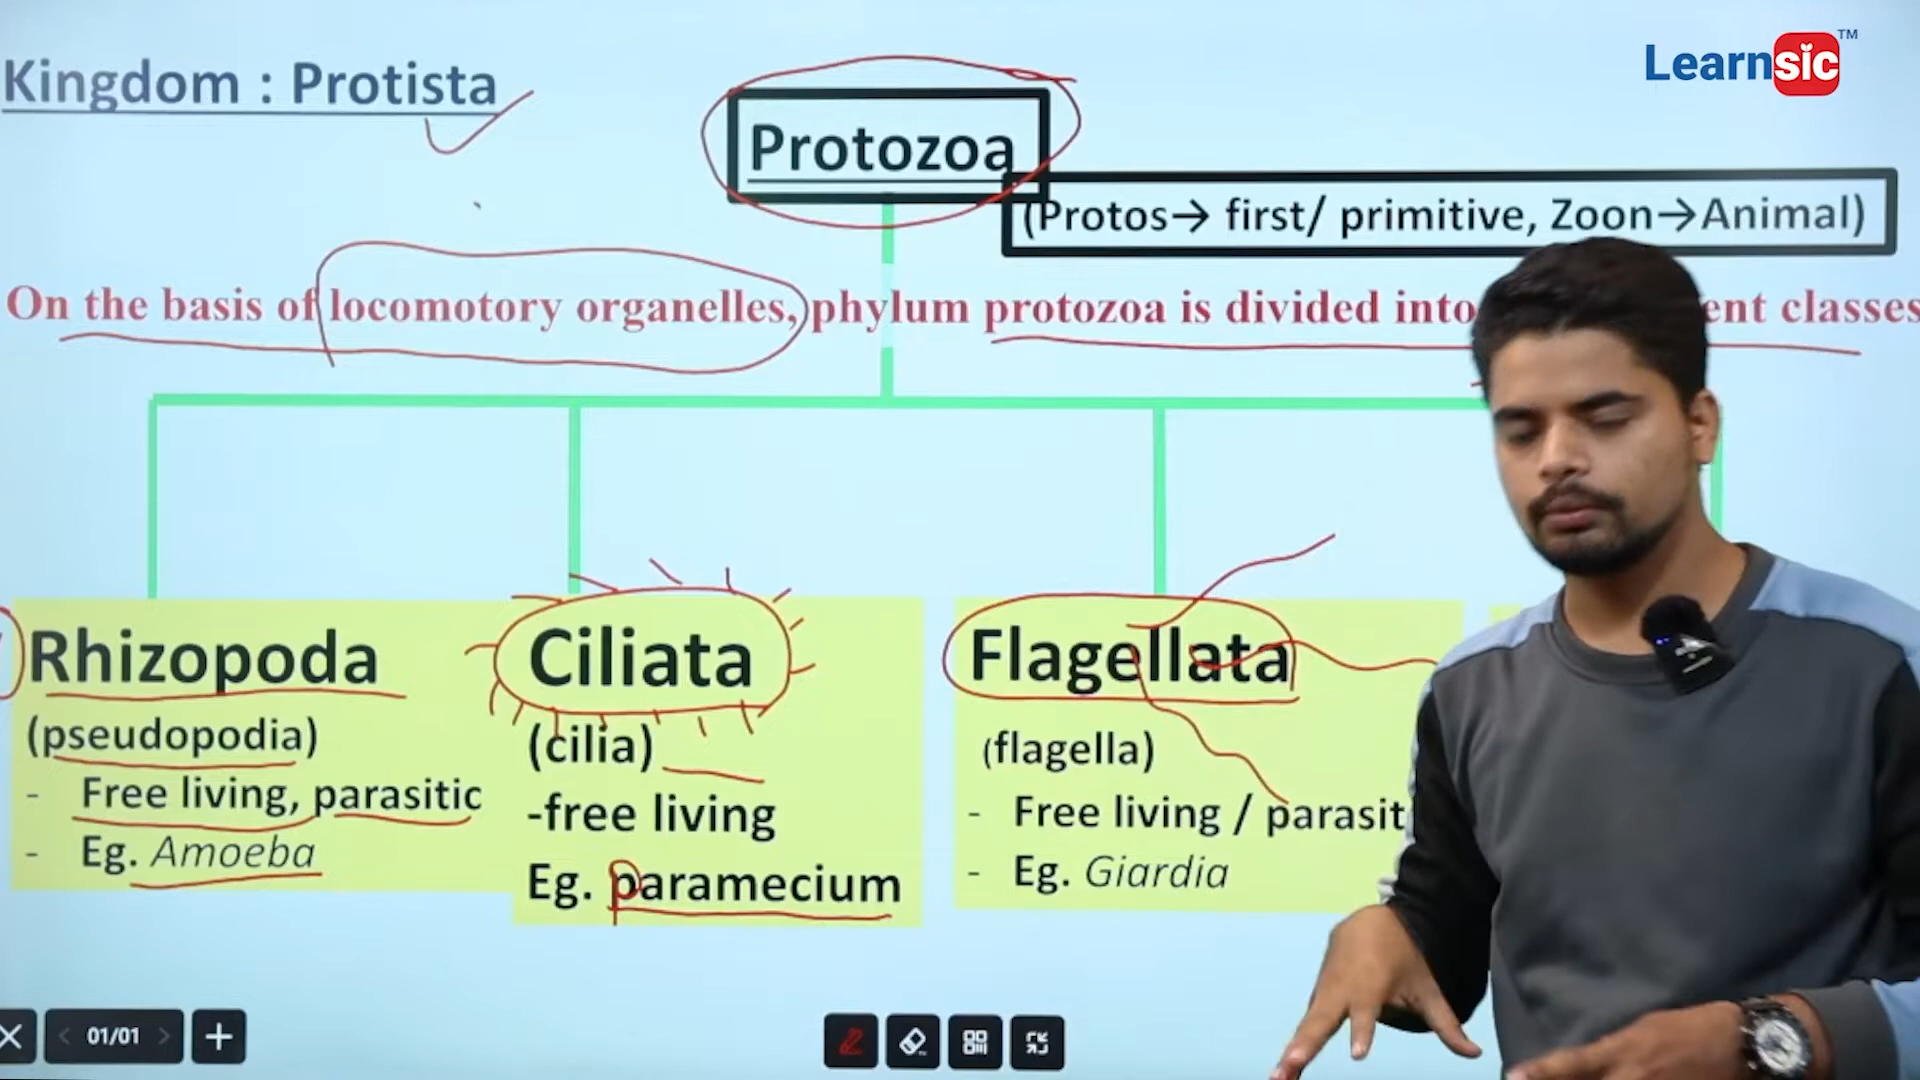 Learnsic™
Kingdom : Protista
Protozoa
(Protos→ first/ primitive, Zoon→Animal)
On the basis of locomotory organelles, phylum protozoa is divided into classes
Rhizopoda
(pseudopodia)
- Free living, parasitic
- Eg. Amoeba
Ciliata
(cilia)
-free living
Eg. paramecium
Flagellata
(flagella)
- Free living /
- Eg. Giardia
01/01